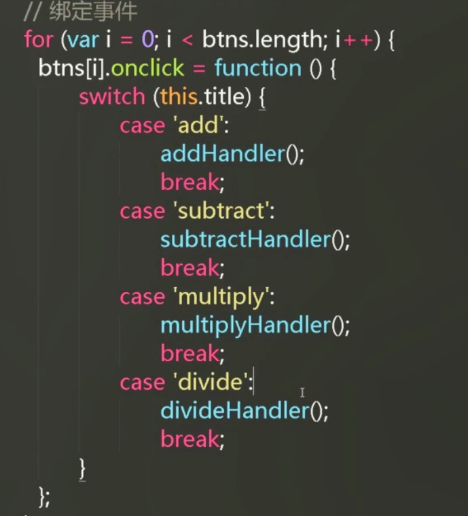 // 绑定事件
for (var i = 0; i < btns.length; i++) {
btns[i].onclick = function () {
switch (this.title) {
case 'add':
addHandler();
break;
case 'subtract':
subtractHandler();
break;
case 'multiply':
multiplyHandler();
break;
case 'divide':
divideHandler();
break;
}
};